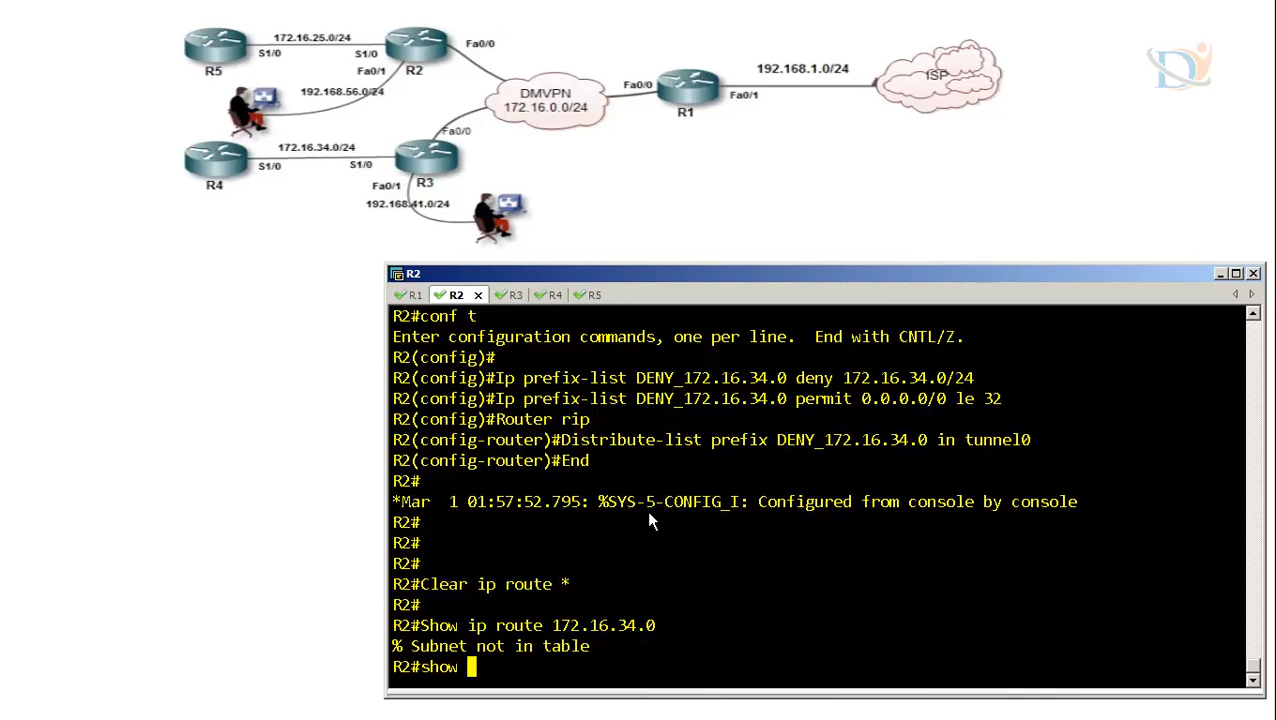 172.16.25.0/24
S1/0
S1/0
Fa0/0
R5
R2
Fa0/1
192.168.56.0/24
DMVPN
172.16.0.0/24
Fa0/0
192.168.1.0/24
ISP
Fa0/1
R1
Fa0/0
172.16.34.0/24
S1/0
S1/0
R4
R3
Fa0/1
192.168.41.0/24
R2
R1
R2
R3
R4
R5
R2#conf t
Enter configuration commands, one per line.  End with CNTL/Z.
R2(config)#
R2(config)#Ip prefix-list DENY_172.16.34.0 deny 172.16.34.0/24
R2(config)#Ip prefix-list DENY_172.16.34.0 permit 0.0.0.0/0 le 32
R2(config)#Router rip
R2(config-router)#Distribute-list prefix DENY_172.16.34.0 in tunnel0
R2(config-router)#End
R2#
*Mar  1 01:57:52.795: %SYS-5-CONFIG_I: Configured from console by console
R2#
R2#
R2#
R2#Clear ip route *
R2#
R2#Show ip route 172.16.34.0
% Subnet not in table
R2#show